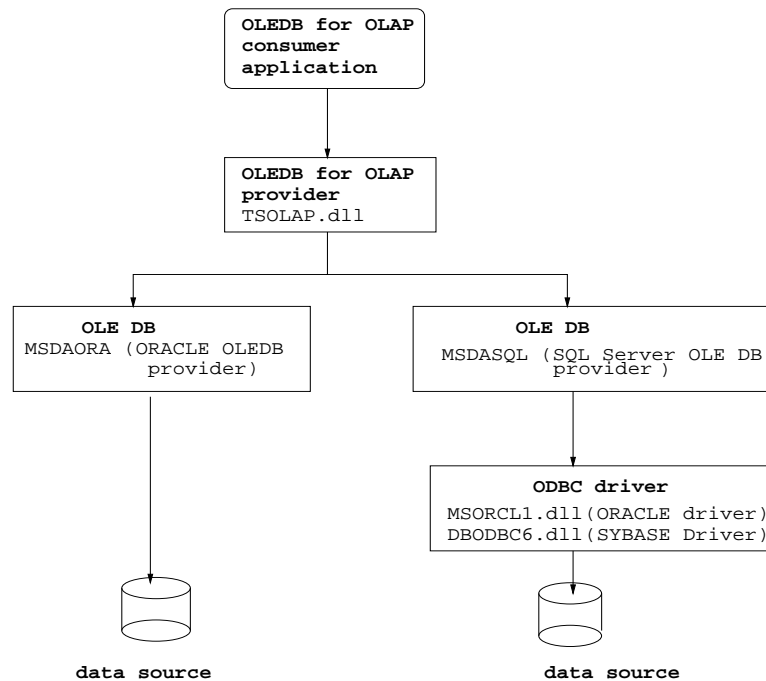 OLEDB for OLAP
consumer
application
OLEDB for OLAP
provider
TSOLAP.dll
OLE DB
MSDAORA (ORACLE OLEDB
provider)
OLE DB
MSDASQL (SQL Server OLE DB
provider )
ODBC driver
MSORCL1.dll(ORACLE driver)
DBODBC6.dll(SYBASE Driver)
data source
data source